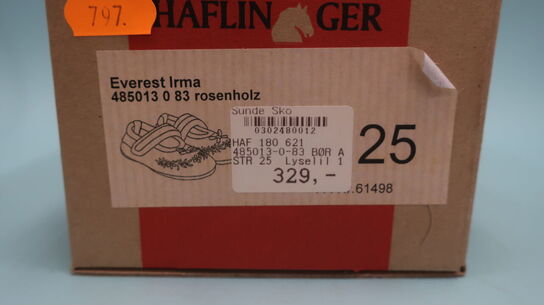 797.
HAFLINGER
Everest Irma
485013 0 83 rosenholz
Sunde Sko
0302480012
HAF 180 621
485013-0-83 BØR A
STR 25 Lyselil 1
329,-
25
.61498